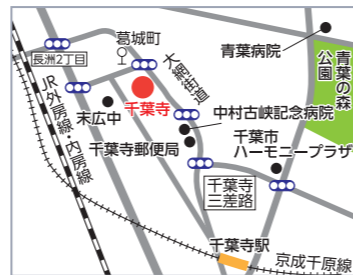 葛城町
長洲2丁目
大網街道
青葉病院
青葉の森
公園
千葉寺
末広中
中村古峡記念病院
千葉寺郵便局
千葉市
ハーモニープラザ
JR外房線・内房線
千葉寺
三差路
千葉寺駅
京成千原線